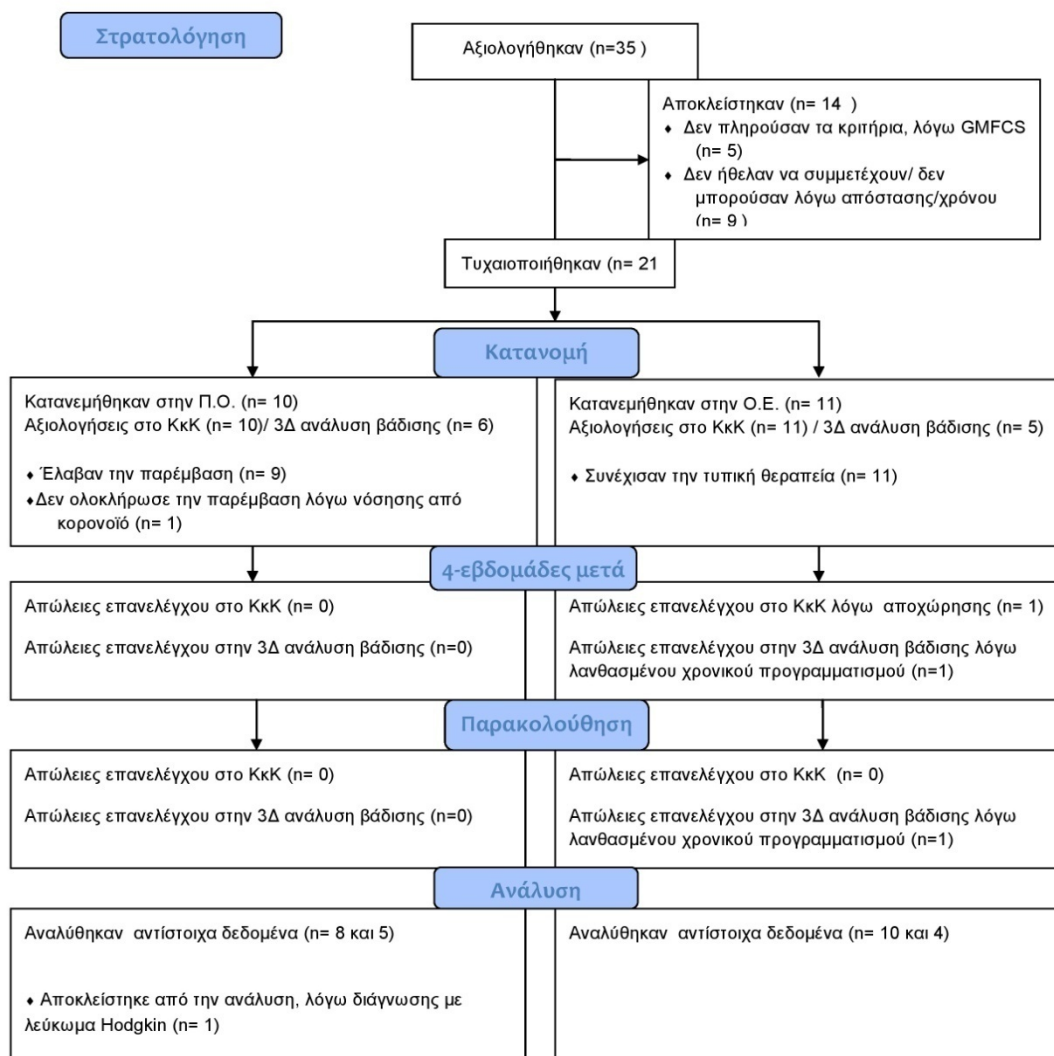 Στρατολόγηση
Αξιολογήθηκαν (n=35 )
Αποκλείστηκαν (n= 14 )
♦ Δεν πληρούσαν τα κριτήρια, λόγω GMFCS
(n= 5)
♦ Δεν ήθελαν να συμμετέχουν/ δεν
μπορούσαν λόγω απόστασης/χρόνου
(n= 9 )
Τυχαιοποιήθηκαν (n= 21
Κατανομή
Κατανεμήθηκαν στην Π.Ο. (n= 10)
Αξιολογήσεις στο ΚκΚ (n= 10)/ 3Δ ανάλυση βάδισης (n= 6)
♦ Έλαβαν την παρέμβαση (n= 9)
♦Δεν ολοκλήρωσε την παρέμβαση λόγω νόσησης από
κορονοϊό (n= 1)
Κατανεμήθηκαν στην Ο.Ε. (n= 11)
Αξιολογήσεις στο ΚκΚ (n= 11) / 3Δ ανάλυση βάδισης (n= 5)
♦ Συνέχισαν την τυπική θεραπεία (n= 11)
4-εβδομάδες μετά
Απώλειες επανελέγχου στο ΚκΚ (n= 0)
Απώλειες επανελέγχου στην 3Δ ανάλυση βάδισης (n=0)
Απώλειες επανελέγχου στο ΚκΚ λόγω αποχώρησης (n= 1)
Απώλειες επανελέγχου στην 3Δ ανάλυση βάδισης λόγω
λανθασμένου χρονικού προγραμματισμού (n=1)
Παρακολούθηση
Απώλειες επανελέγχου στο ΚκΚ (n= 0)
Απώλειες επανελέγχου στην 3Δ ανάλυση βάδισης (n=0)
Απώλειες επανελέγχου στο ΚκΚ (n= 0)
Απώλειες επανελέγχου στην 3Δ ανάλυση βάδισης λόγω
λανθασμένου χρονικού προγραμματισμού (n=1)
Ανάλυση
Αναλύθηκαν αντίστοιχα δεδομένα (n= 8 και 5)
♦ Αποκλείστηκε από την ανάλυση, λόγω διάγνωσης με
λεύκωμα Hodgkin (n= 1)
Αναλύθηκαν αντίστοιχα δεδομένα (n= 10 και 4)